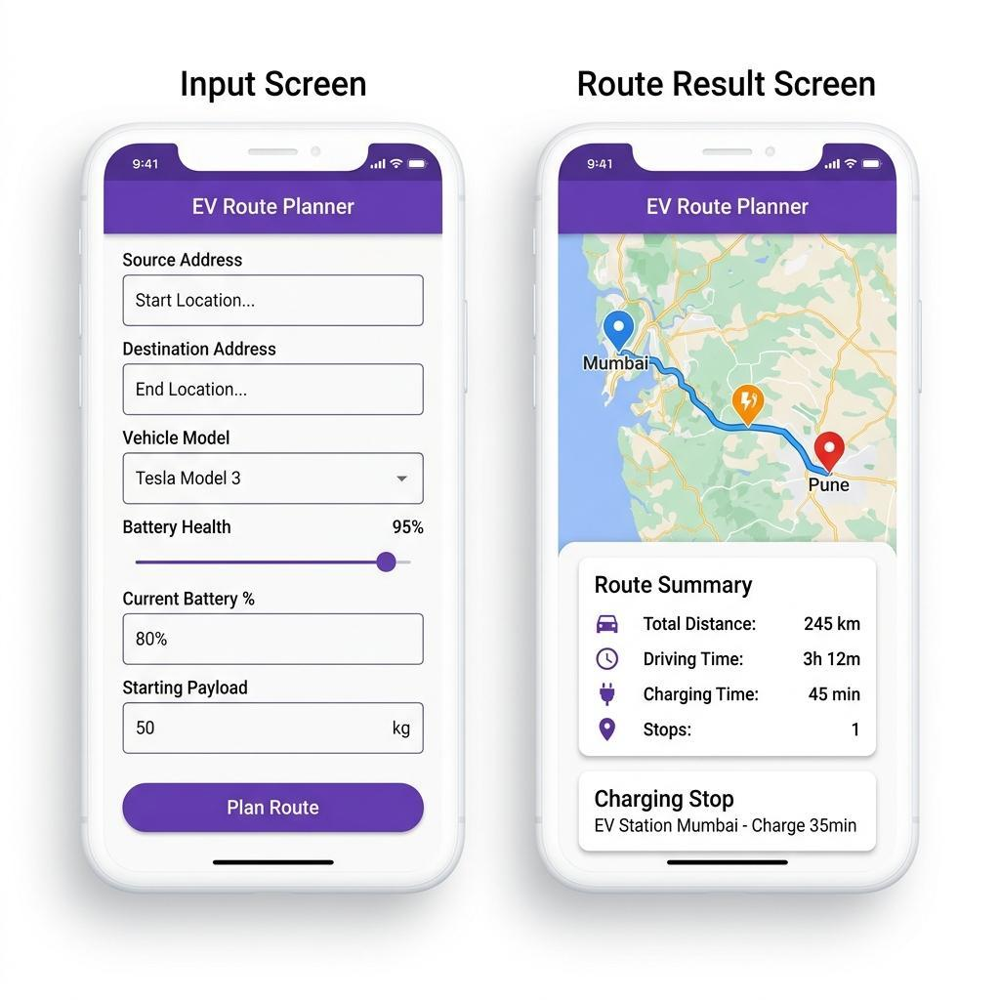 Input Screen
9:41
EV Route Planner
Source Address
Start Location...
Destination Address
End Location...
Vehicle Model
Tesla Model 3
Battery Health 95%
Current Battery %
80%
Starting Payload
50 kg
Plan Route
Route Result Screen
9:41
EV Route Planner
Mumbai
Pune
Route Summary
Total Distance: 245 km
Driving Time: 3h 12m
Charging Time: 45 min
Stops: 1
Charging Stop
EV Station Mumbai - Charge 35min